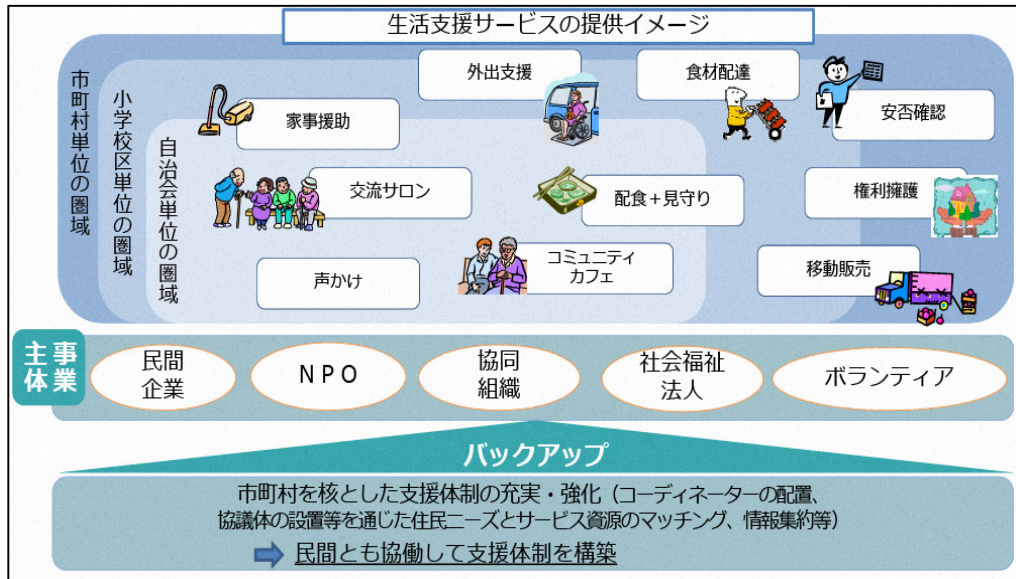 生活支援サービスの提供イメージ
市町村単位の圏域
小学校区単位の圏域
自治会単位の圏域
外出支援
食材配達
家事援助
安否確認
交流サロン
配食＋見守り
権利擁護
声かけ
コミュニティ
カフェ
移動販売
事業
主体
民間
企業
ＮＰＯ
協同
組織
社会福祉
法人
ボランティア
バックアップ
市町村を核とした支援体制の充実・強化（コーディネーターの配置、
協議体の設置等を通じた住民ニーズとサービス資源のマッチング、情報集約等）
民間とも協働して支援体制を構築